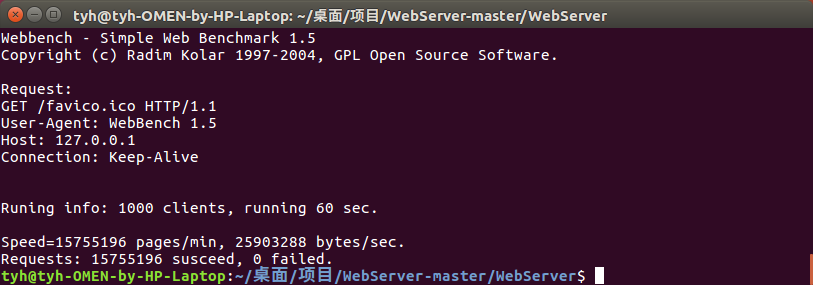 tyh@tyh-OMEN-by-HP-Laptop: ~/桌面/项目/WebServer-master/WebServer
Webbench - Simple Web Benchmark 1.5
Copyright (c) Radim Kolar 1997-2004, GPL Open Source Software.
Request:
GET /favico.ico HTTP/1.1
User-Agent: WebBench 1.5
Host: 127.0.0.1
Connection: Keep-Alive
Runing info: 1000 clients, running 60 sec.
Speed=15755196 pages/min, 25903288 bytes/sec.
Requests: 15755196 susceed, 0 failed.
tyh@tyh-OMEN-by-HP-Laptop:~/桌面/项目/WebServer-master/WebServer$